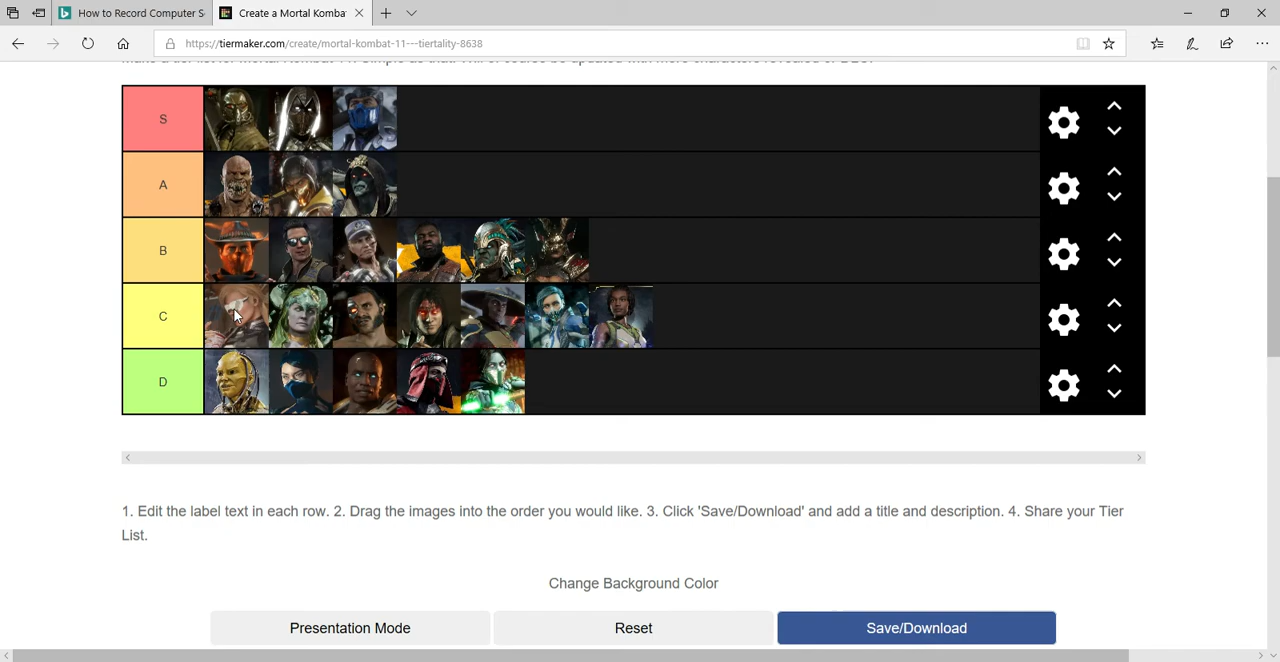 How to Record Computer S
Create a Mortal Komba
https://tiermaker.com/create/mortal-kombat-11---tiertality-8638
S
A
B
C
D
1. Edit the label text in each row. 2. Drag the images into the order you would like. 3. Click 'Save/Download' and add a title and description. 4. Share your Tier
List.
Change Background Color
Presentation Mode
Reset
Save/Download